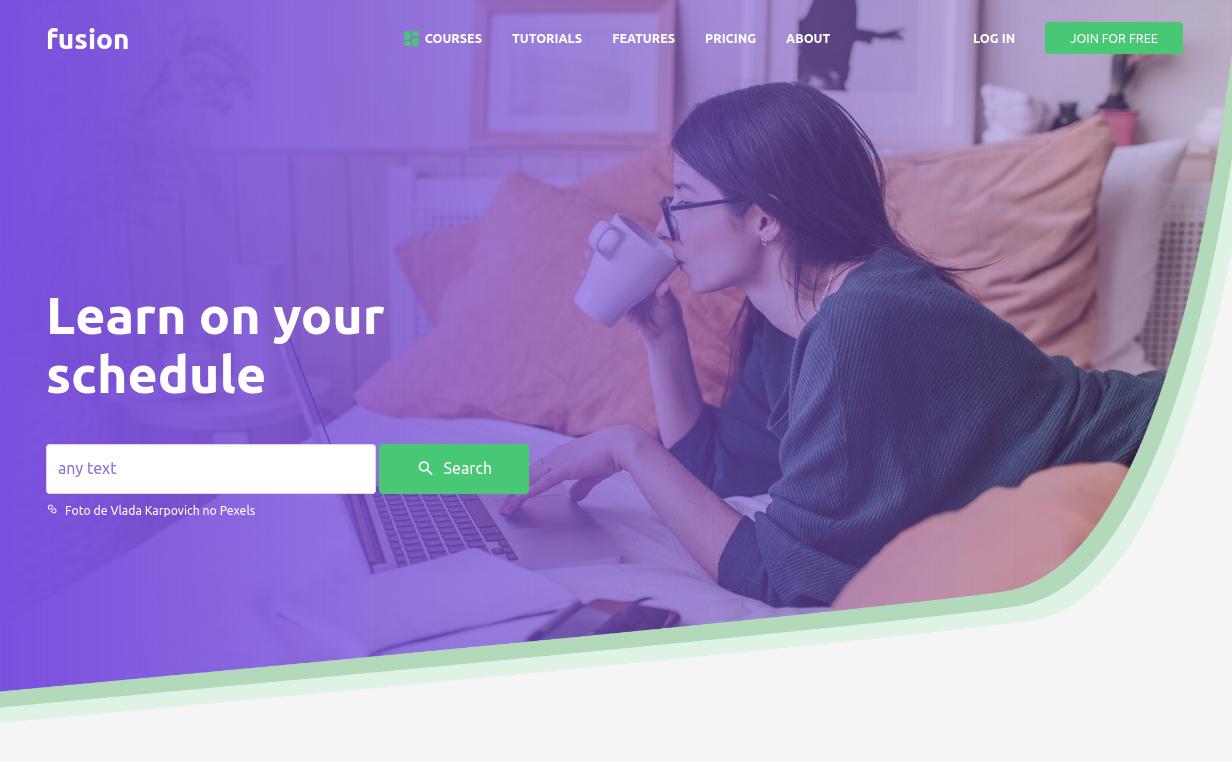 fusion
COURSES TUTORIALS FEATURES PRICING ABOUT LOG IN JOIN FOR FREE
Learn on your
schedule
any text Search
Foto de Vlada Karpovich no Pexels